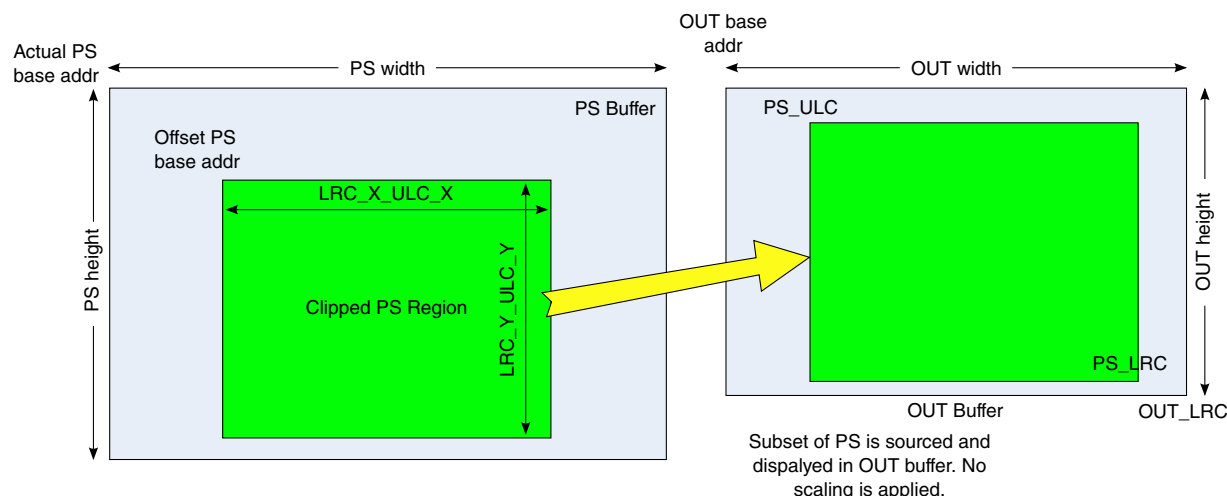 Actual PS
base addr
PS width
PS Buffer
PS height
Offset PS
base addr
LRC_X_ULC_X
LRC_Y_ULC_Y
Clipped PS Region
OUT base
addr
OUT width
PS_ULC
OUT height
PS_LRC
OUT Buffer
OUT_LRC
Subset of PS is sourced and
dispalyed in OUT buffer. No
scaling is applied.